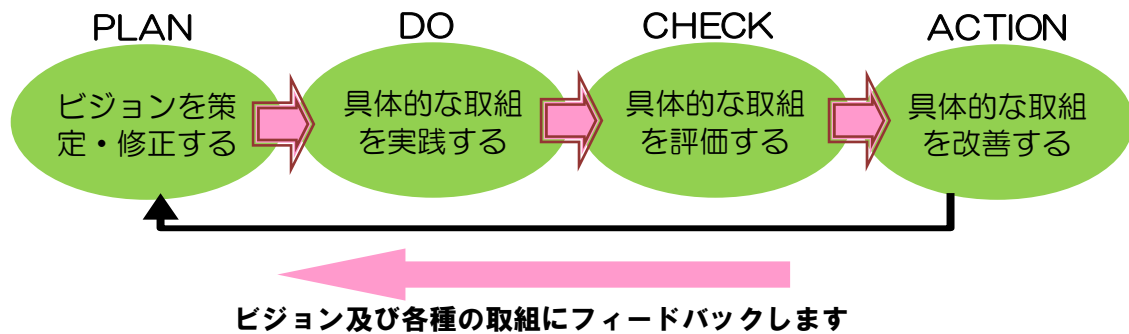 PLAN
DO
CHECK
ACTION
ビジョンを策
定・修正する
具体的な取組
を実践する
具体的な取組
を評価する
具体的な取組
を改善する
ビジョン及び各種の取組にフィードバックします